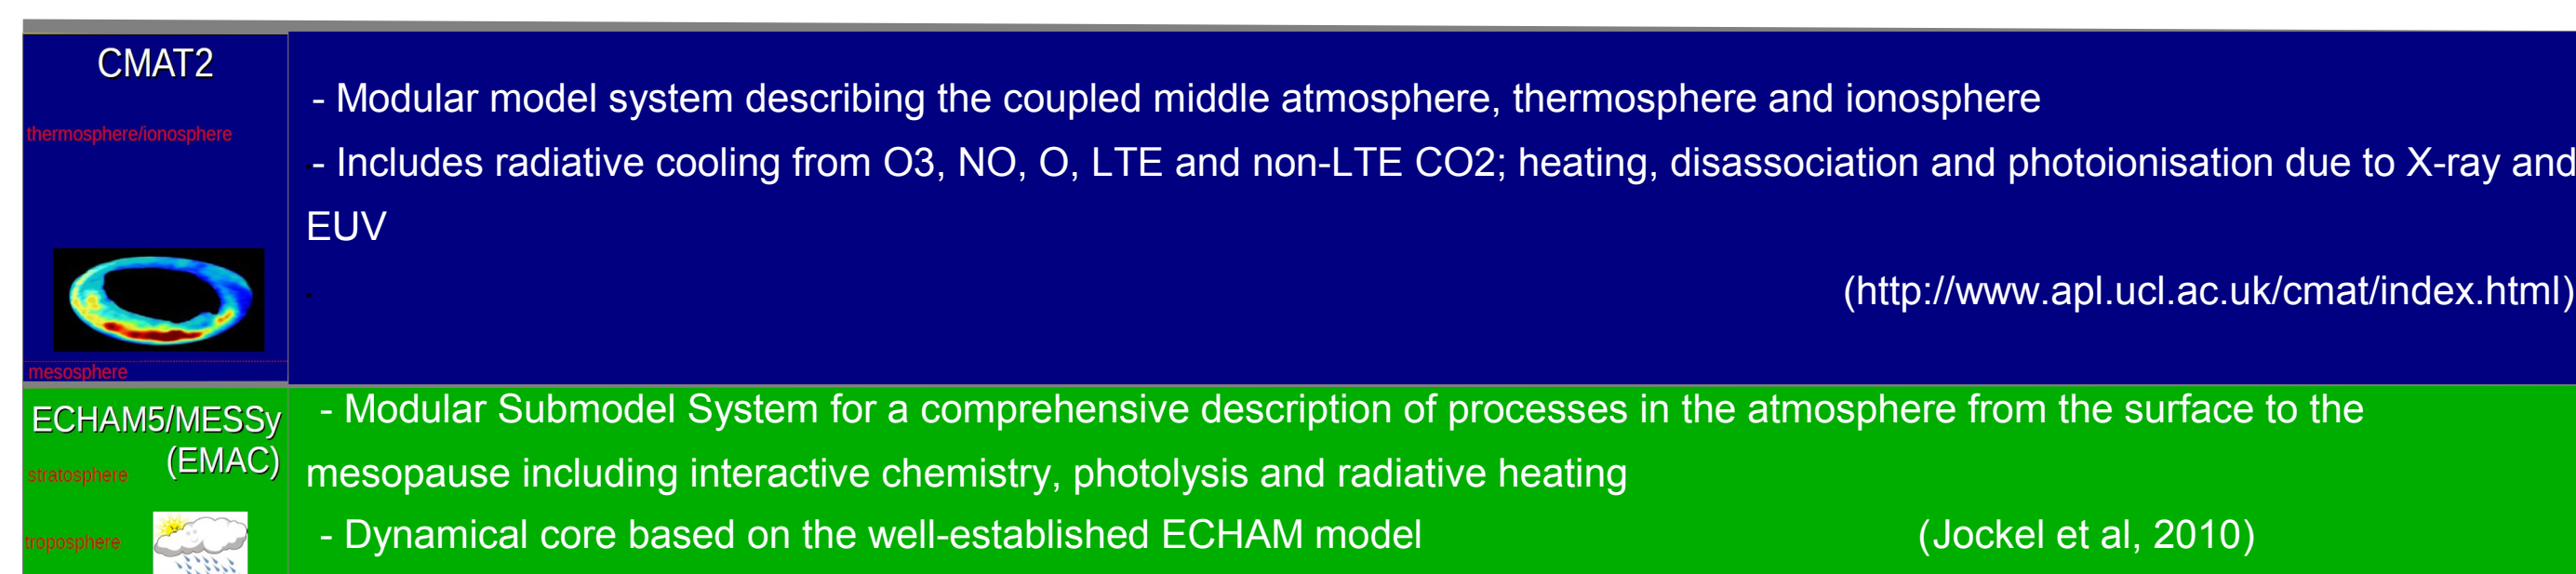 CMAT2
thermosphere/ionosphere
mesosphere
- Modular model system describing the coupled middle atmosphere, thermosphere and ionosphere
- Includes radiative cooling from O3, NO, O, LTE and non-LTE CO2; heating, disassociation and photoionisation due to X-ray and
EUV
(http://www.apl.ucl.ac.uk/cmat/index.html)
ECHAM5/MESSy
(EMAC)
stratosphere
troposphere
- Modular Submodel System for a comprehensive description of processes in the atmosphere from the surface to the
mesopause including interactive chemistry, photolysis and radiative heating
- Dynamical core based on the well-established ECHAM model (Jockel et al, 2010)